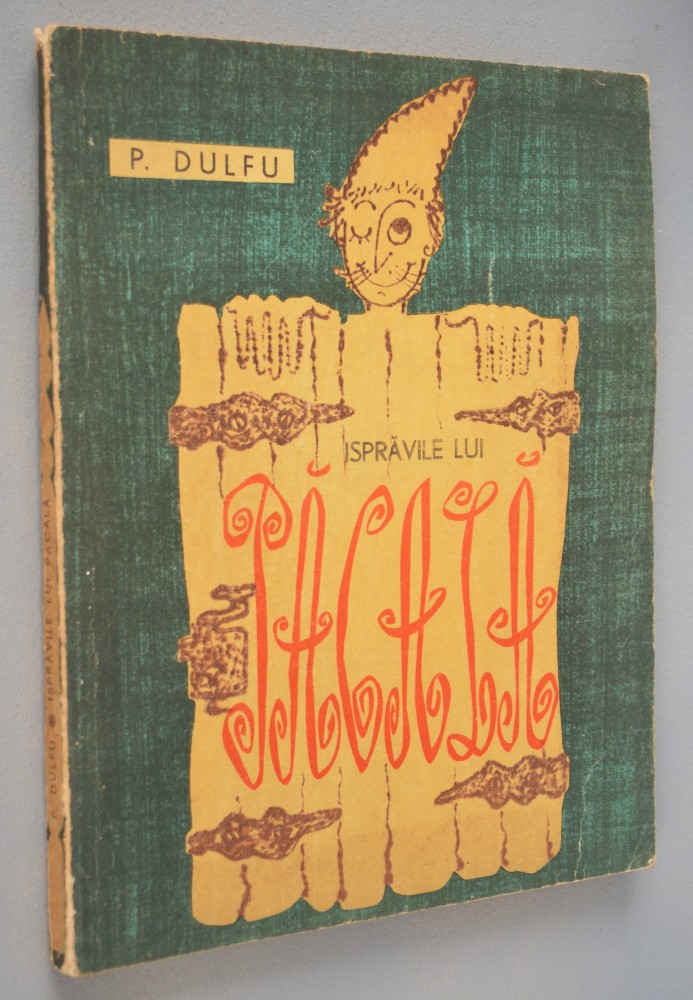 P. DULFU
ISPRĂVILE LUI
PĂCALĂ
P. DULFU ● ISPRĂVILE LUI PĂCALĂ